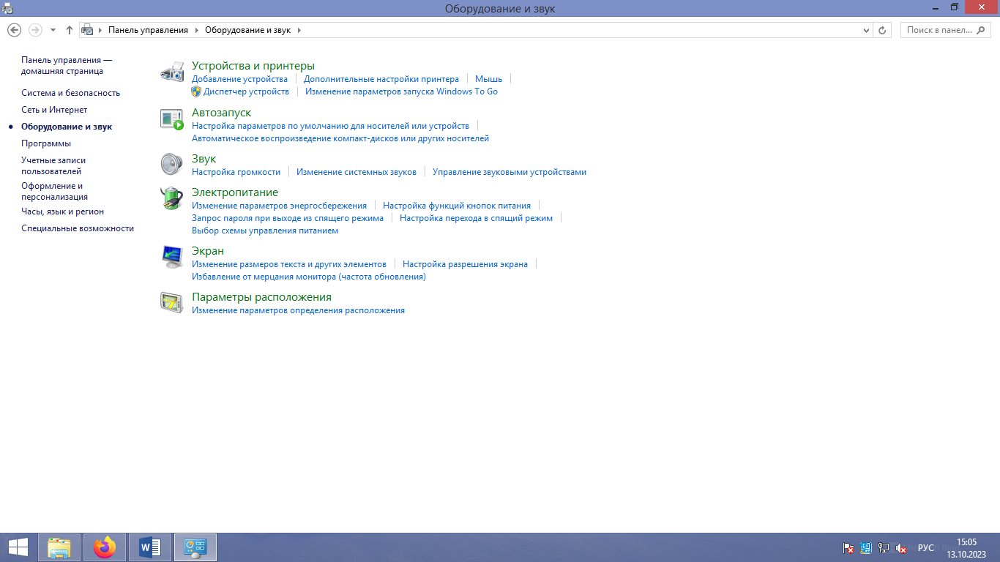 Оборудование и звук
Панель управления
Оборудование и звук
Поиск в панел...
Панель управления —
домашняя страница
Система и безопасность
Сеть и Интернет
Оборудование и звук
Программы
Учетные записи
пользователей
Оформление и
персонализация
Часы, язык и регион
Специальные возможности
Устройства и принтеры
Добавление устройства
Дополнительные настройки принтера
Мышь
Диспетчер устройств
Изменение параметров запуска Windows To Go
Автозапуск
Настройка параметров по умолчанию для носителей или устройств
Автоматическое воспроизведение компакт-дисков или других носителей
Звук
Настройка громкости
Изменение системных звуков
Управление звуковыми устройствами
Электропитание
Изменение параметров энергосбережения
Настройка функций кнопок питания
Запрос пароля при выходе из спящего режима
Настройка перехода в спящий режим
Выбор схемы управления питанием
Экран
Изменение размеров текста и других элементов
Настройка разрешения экрана
Избавление от мерцания монитора (частота обновления)
Параметры расположения
Изменение параметров определения расположения
РУС
15:05
13.10.2023